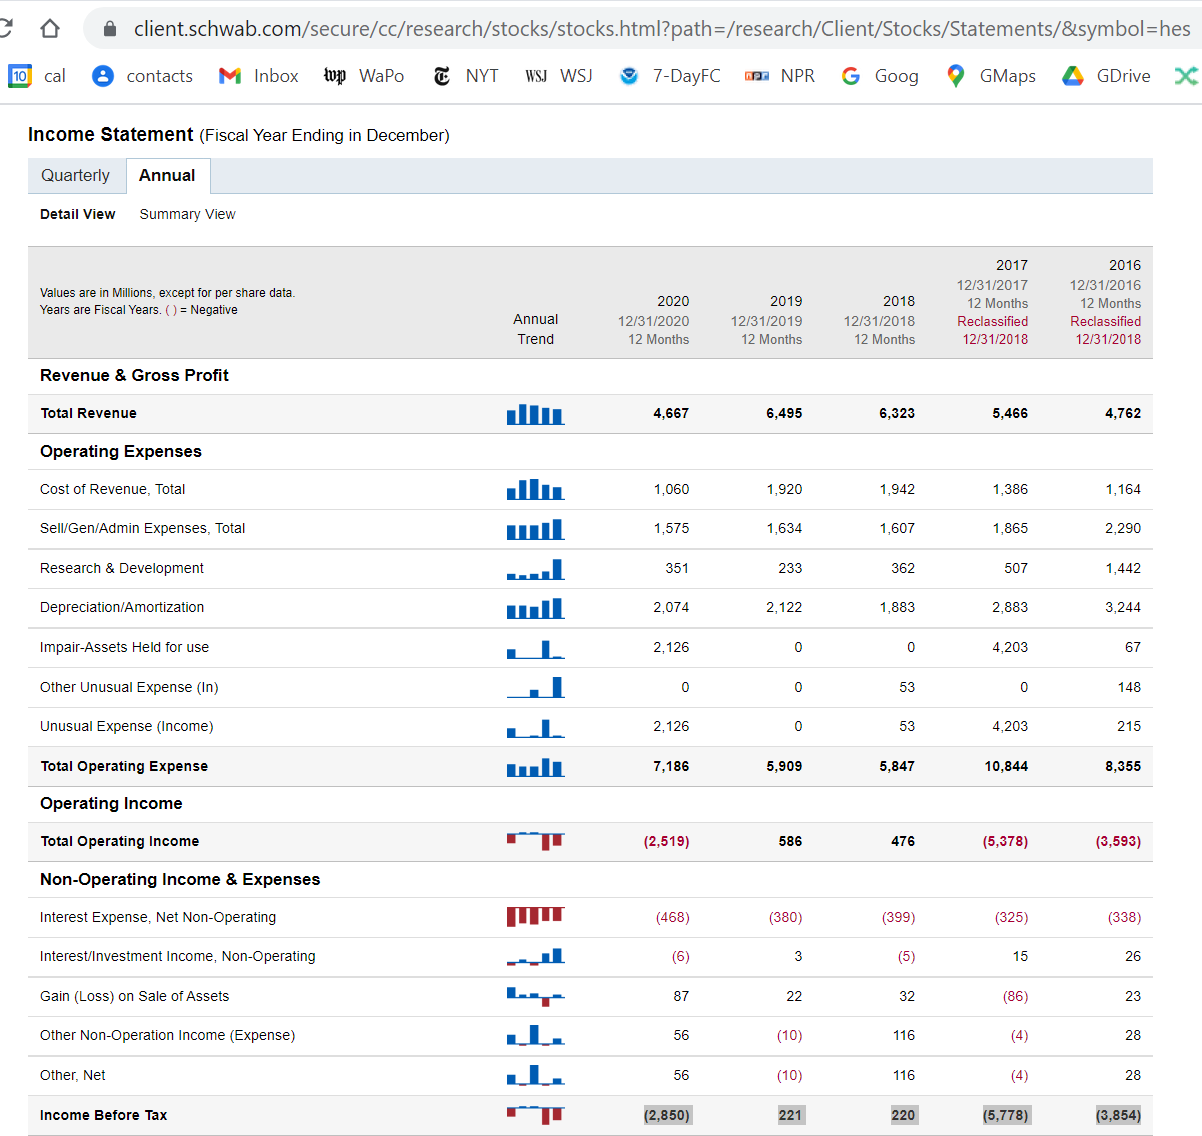 client.schwab.com/secure/cc/research/stocks/stocks.html?path=/research/Client/Stocks/Statements/&symbol=hes
10 cal contacts Inbox wp WaPo NYT WSJ WSJ 7-DayFC npr NPR Goog GMaps GDrive
Income Statement (Fiscal Year Ending in December)
Quarterly Annual
Detail View Summary View
Values are in Millions, except for per share data.
Years are Fiscal Years. ( ) = Negative
Annual
Trend
2020
12/31/2020
12 Months
2019
12/31/2019
12 Months
2018
12/31/2018
12 Months
2017
12/31/2017
12 Months
Reclassified
12/31/2018
2016
12/31/2016
12 Months
Reclassified
12/31/2018
Revenue & Gross Profit
Total Revenue 4,667 6,495 6,323 5,466 4,762
Operating Expenses
Cost of Revenue, Total 1,060 1,920 1,942 1,386 1,164
Sell/Gen/Admin Expenses, Total 1,575 1,634 1,607 1,865 2,290
Research & Development 351 233 362 507 1,442
Depreciation/Amortization 2,074 2,122 1,883 2,883 3,244
Impair-Assets Held for use 2,126 0 0 4,203 67
Other Unusual Expense (In) 0 0 53 0 148
Unusual Expense (Income) 2,126 0 53 4,203 215
Total Operating Expense 7,186 5,909 5,847 10,844 8,355
Operating Income
Total Operating Income (2,519) 586 476 (5,378) (3,593)
Non-Operating Income & Expenses
Interest Expense, Net Non-Operating (468) (380) (399) (325) (338)
Interest/Investment Income, Non-Operating (6) 3 (5) 15 26
Gain (Loss) on Sale of Assets 87 22 32 (86) 23
Other Non-Operation Income (Expense) 56 (10) 116 (4) 28
Other, Net 56 (10) 116 (4) 28
Income Before Tax (2,850) 221 220 (5,778) (3,854)